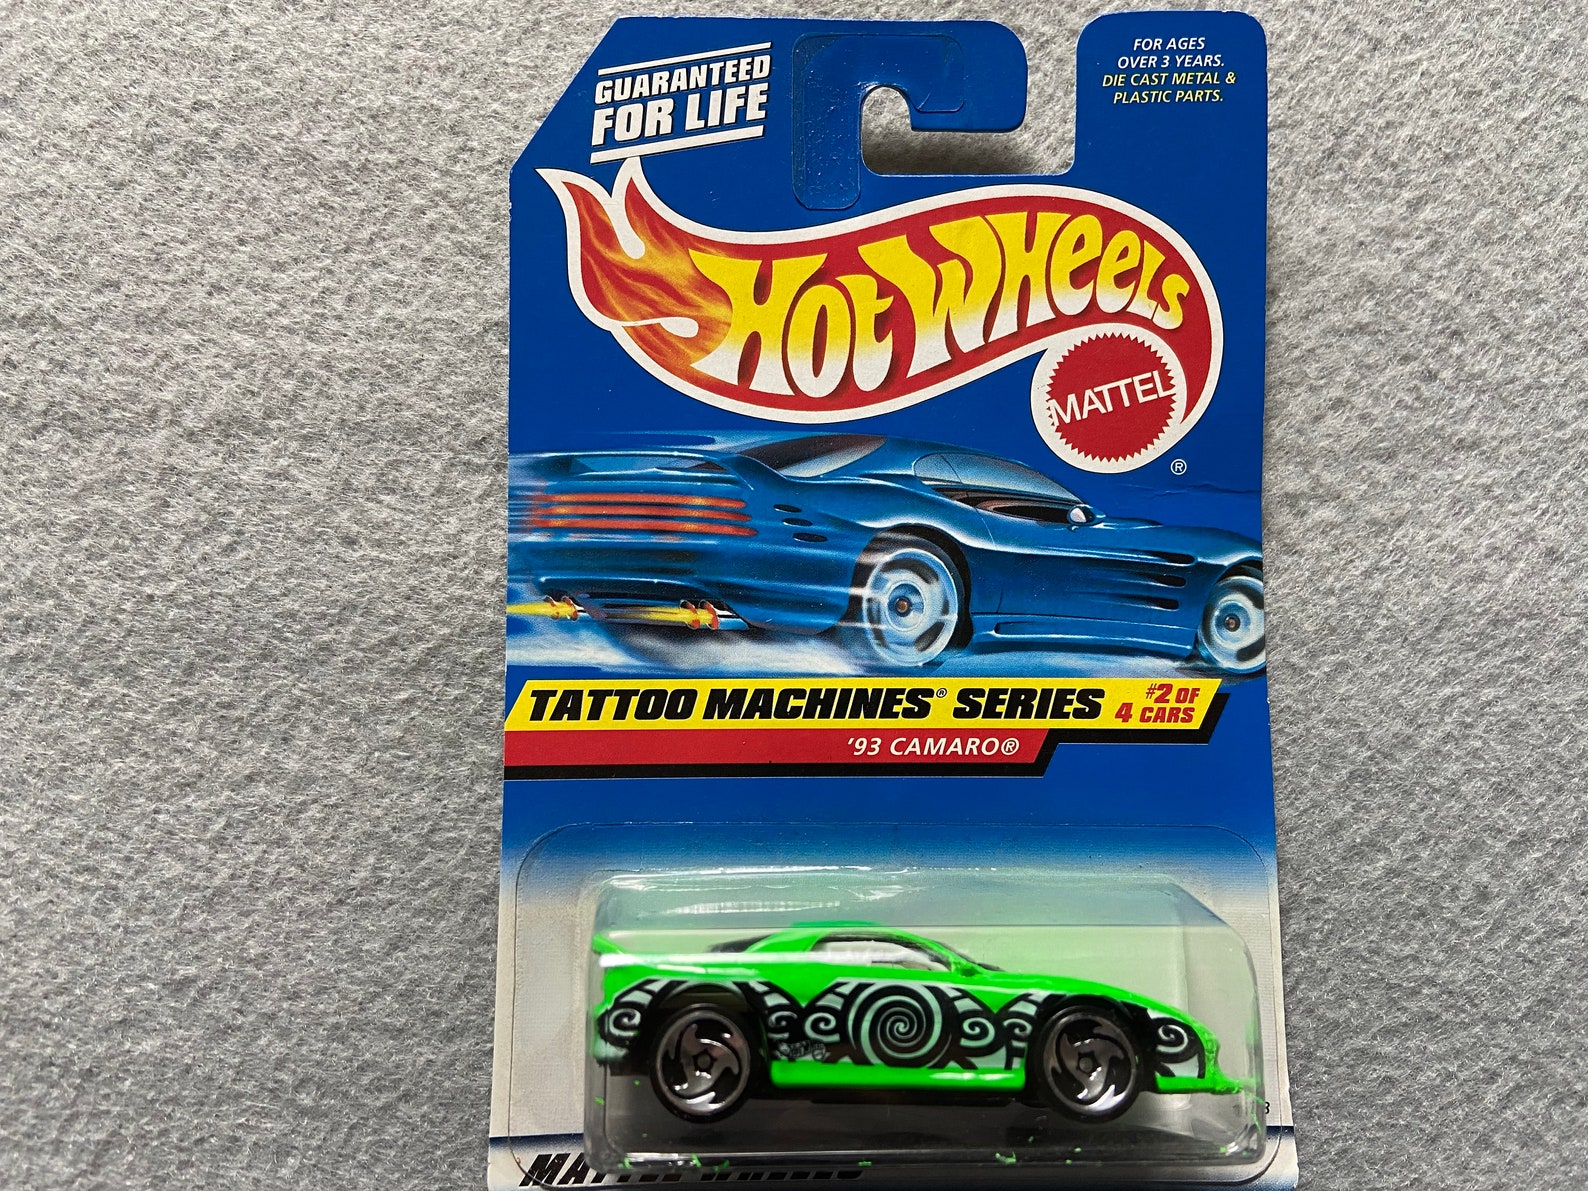 GUARANTEED
FOR LIFE
FOR AGES
OVER 3 YEARS.
DIE CAST METAL &
PLASTIC PARTS.
HOT WHEELS
MATTEL
®
TATTOO MACHINES® SERIES #2 OF
4 CARS
'93 CAMARO®